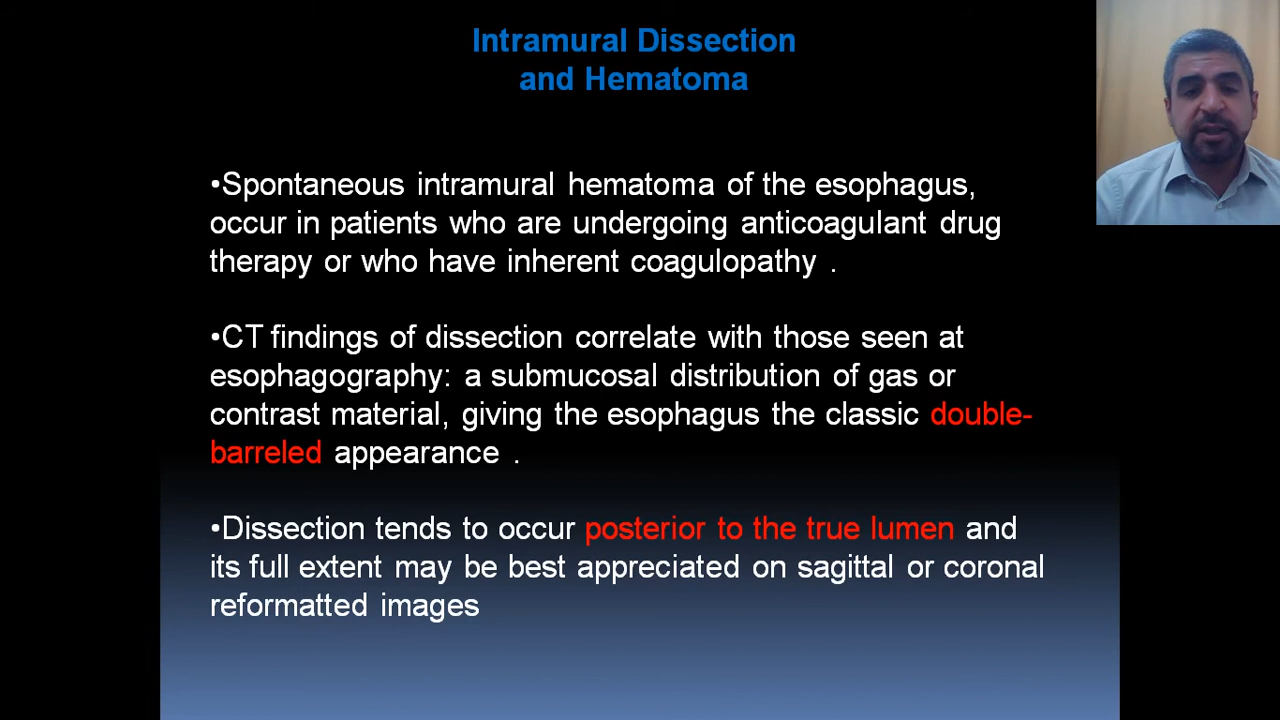 Intramural Dissection
and Hematoma
•Spontaneous intramural hematoma of the esophagus,
occur in patients who are undergoing anticoagulant drug
therapy or who have inherent coagulopathy .
•CT findings of dissection correlate with those seen at
esophagography: a submucosal distribution of gas or
contrast material, giving the esophagus the classic double-
barreled appearance .
•Dissection tends to occur posterior to the true lumen and
its full extent may be best appreciated on sagittal or coronal
reformatted images